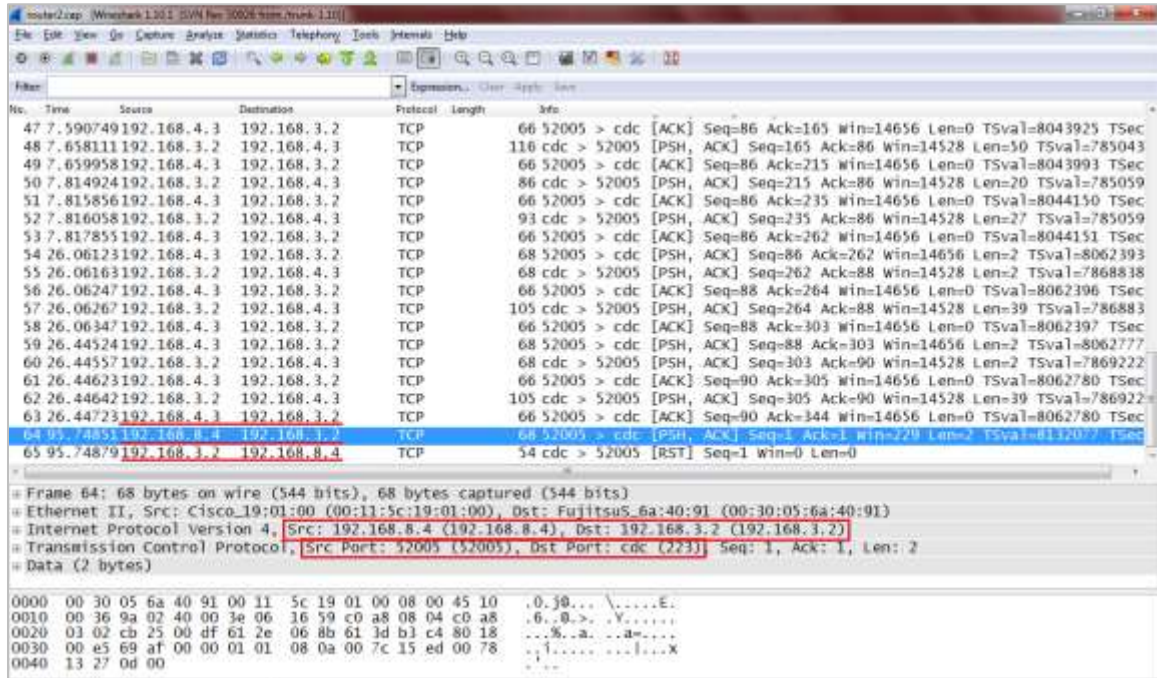 router2.cap [Wireshark 1.10.1 (SVN Rev 50926 from /trunk-1.10)]
File Edit View Go Capture Analyze Statistics Telephony Tools Internals Help
Filter: Expression... Clear Apply Save
No. Time Source Destination Protocol Length Info
47 7.590749 192.168.4.3 192.168.3.2 TCP 66 52005 > cdc [ACK] Seq=86 Ack=165 Win=14656 Len=0 TSval=8043925 TSec
48 7.658111 192.168.3.2 192.168.4.3 TCP 116 cdc > 52005 [PSH, ACK] Seq=165 Ack=86 Win=14528 Len=50 TSval=785043
49 7.659958 192.168.4.3 192.168.3.2 TCP 66 52005 > cdc [ACK] Seq=86 Ack=215 Win=14656 Len=0 TSval=8043993 TSec
50 7.814924 192.168.3.2 192.168.4.3 TCP 86 cdc > 52005 [PSH, ACK] Seq=215 Ack=86 Win=14528 Len=20 TSval=785059
51 7.815856 192.168.4.3 192.168.3.2 TCP 66 52005 > cdc [ACK] Seq=86 Ack=235 Win=14656 Len=0 TSval=8044150 TSec
52 7.816058 192.168.3.2 192.168.4.3 TCP 93 cdc > 52005 [PSH, ACK] Seq=235 Ack=86 Win=14528 Len=27 TSval=785059
53 7.817855 192.168.4.3 192.168.3.2 TCP 66 52005 > cdc [ACK] Seq=86 Ack=262 Win=14656 Len=0 TSval=8044151 TSec
54 26.06123 192.168.4.3 192.168.3.2 TCP 68 52005 > cdc [PSH, ACK] Seq=86 Ack=262 Win=14656 Len=2 TSval=8062393
55 26.06163 192.168.3.2 192.168.4.3 TCP 68 cdc > 52005 [PSH, ACK] Seq=262 Ack=88 Win=14528 Len=2 TSval=7868838
56 26.06247 192.168.4.3 192.168.3.2 TCP 66 52005 > cdc [ACK] Seq=88 Ack=264 Win=14656 Len=0 TSval=8062396 TSec
57 26.06267 192.168.3.2 192.168.4.3 TCP 105 cdc > 52005 [PSH, ACK] Seq=264 Ack=88 Win=14528 Len=39 TSval=786883
58 26.06347 192.168.4.3 192.168.3.2 TCP 66 52005 > cdc [ACK] Seq=88 Ack=303 Win=14656 Len=0 TSval=8062397 TSec
59 26.44524 192.168.4.3 192.168.3.2 TCP 68 52005 > cdc [PSH, ACK] Seq=88 Ack=303 Win=14656 Len=2 TSval=8062777
60 26.44557 192.168.3.2 192.168.4.3 TCP 68 cdc > 52005 [PSH, ACK] Seq=303 Ack=90 Win=14528 Len=2 TSval=7869222
61 26.44623 192.168.4.3 192.168.3.2 TCP 66 52005 > cdc [ACK] Seq=90 Ack=305 Win=14656 Len=0 TSval=8062780 TSec
62 26.44642 192.168.3.2 192.168.4.3 TCP 105 cdc > 52005 [PSH, ACK] Seq=305 Ack=90 Win=14528 Len=39 TSval=786922
63 26.44723 192.168.4.3 192.168.3.2 TCP 66 52005 > cdc [ACK] Seq=90 Ack=344 Win=14656 Len=0 TSval=8062780 TSec
64 95.74851 192.168.8.4 192.168.3.2 TCP 68 52005 > cdc [PSH, ACK] Seq=1 Ack=1 Win=229 Len=2 TSval=8132077 TSec
65 95.74879 192.168.3.2 192.168.8.4 TCP 54 cdc > 52005 [RST] Seq=1 Win=0 Len=0
Frame 64: 68 bytes on wire (544 bits), 68 bytes captured (544 bits)
Ethernet II, Src: Cisco_19:01:00 (00:11:5c:19:01:00), Dst: FujitsuS_6a:40:91 (00:30:05:6a:40:91)
Internet Protocol Version 4, Src: 192.168.8.4 (192.168.8.4), Dst: 192.168.3.2 (192.168.3.2)
Transmission Control Protocol, Src Port: 52005 (52005), Dst Port: cdc (223), Seq: 1, Ack: 1, Len: 2
Data (2 bytes)
0000 00 30 05 6a 40 91 00 11 5c 19 01 00 08 00 45 10 .0.j@... \.....E.
0010 00 36 9a 02 40 00 3e 06 16 59 c0 a8 08 04 c0 a8 .6..@.>. .Y......
0020 03 02 cb 25 00 df 61 2e 06 8b 61 3d b3 c4 80 18 ...%..a. ..a=....
0030 00 e5 69 af 00 00 01 01 08 0a 00 7c 15 ed 00 78 ..i..... ...|...x
0040 13 27 0d 00 .'..